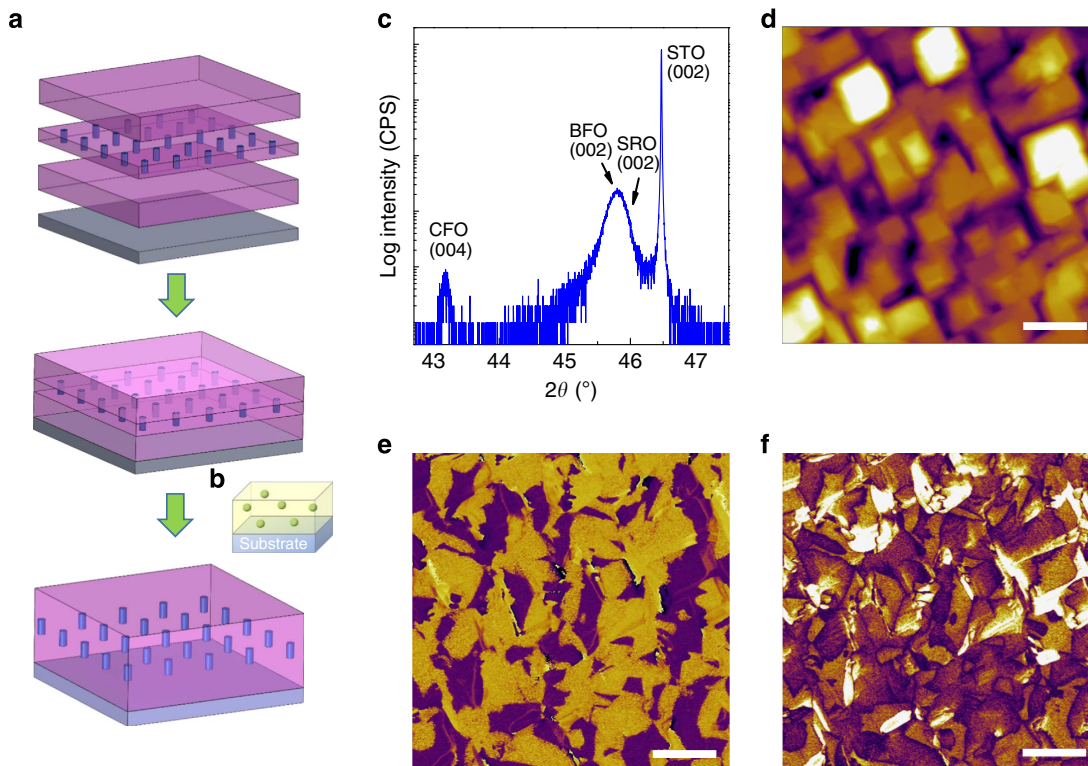 a
b
Substrate
c
Log intensity (CPS)
CFO
(004)
BFO
(002)
SRO
(002)
STO
(002)
43 44 45 46 47
2θ (°)
d
e
f